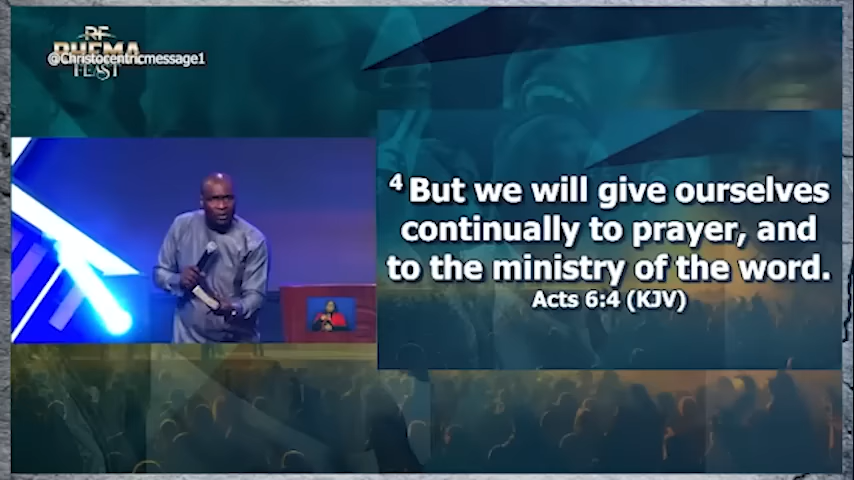 RF
RHEMA
@Christocentricmessage1
FEAST
4 But we will give ourselves
continually to prayer, and
to the ministry of the word.
Acts 6:4 (KJV)